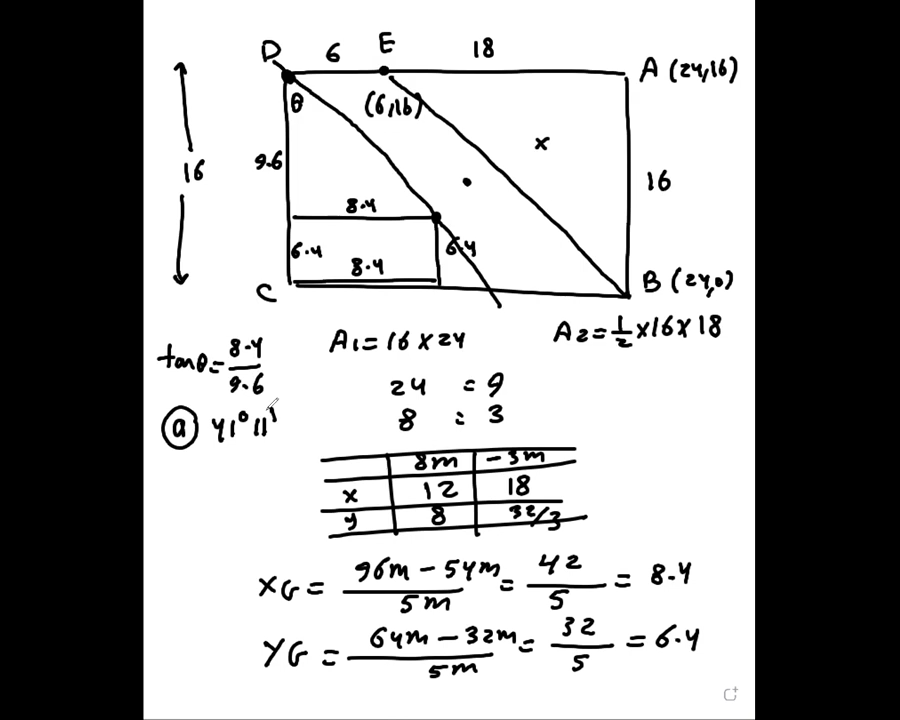 D 6 E 18 A (24,16)
θ (6,16)
x
9.6
16
16
8.4
6.4 6.4
8.4
C B (24,0)
A2 = 1/2 x 16 x 18
tanθ = 8.4/9.6
A1 = 16 x 24
24 = 9
8 : 3
(a) 41° 11'
8m -3m
x 12 18
y 8 32/3
XG = 96m - 54m / 5m = 42/5 = 8.4
YG = 64m - 32m / 5m = 32/5 = 6.4